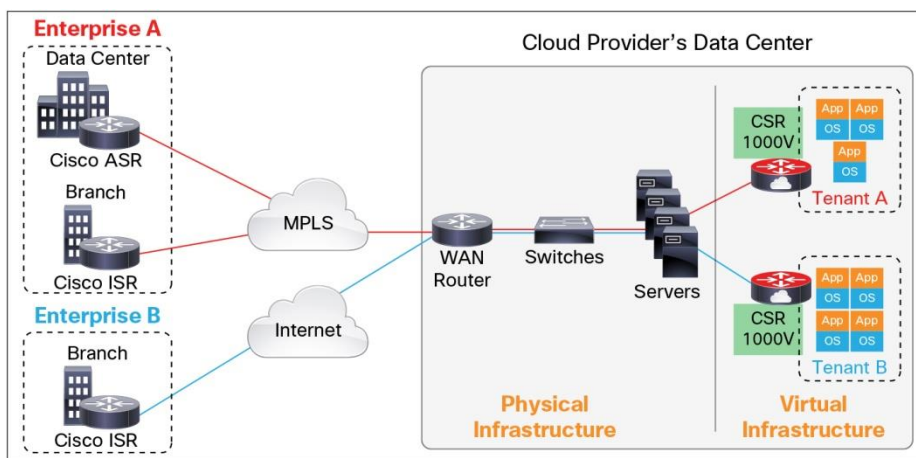 Enterprise A
Data Center
Cisco ASR
Branch
Cisco ISR
Enterprise B
Branch
Cisco ISR
MPLS
Internet
Cloud Provider's Data Center
WAN
Router
Switches
Servers
Physical
Infrastructure
CSR
1000V
App App
OS OS
App
OS
Tenant A
CSR
1000V
App App
OS OS
App App
OS OS
Tenant B
Virtual
Infrastructure